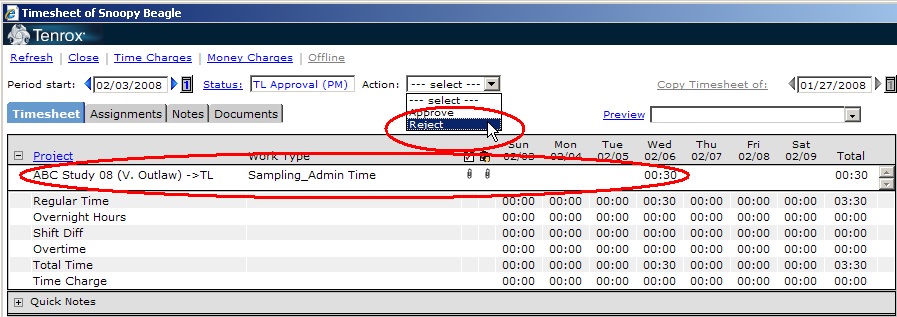 Timesheet of Snoopy Beagle
Tenrox
Refresh | Close | Time Charges | Money Charges | Offline
Period start: 02/03/2008 1 Status: TL Approval (PM) Action: --- select --- Copy Timesheet of: 01/27/2008
--- select ---
Approve
Reject
Timesheet Assignments Notes Documents Preview
Sun Mon Tue Wed Thu Fri Sat
Project Work Type 02/03 02/04 02/05 02/06 02/07 02/08 02/09 Total
ABC Study 08 (V. Outlaw) ->TL Sampling_Admin Time 00:30 00:30
Regular Time 00:00 00:00 00:00 00:30 00:00 00:00 00:00 03:30
Overnight Hours 00:00 00:00 00:00 00:00 00:00 00:00 00:00 00:00
Shift Diff 00:00 00:00 00:00 00:00 00:00 00:00 00:00 00:00
Overtime 00:00 00:00 00:00 00:00 00:00 00:00 00:00 00:00
Total Time 00:00 00:00 00:00 00:30 00:00 00:00 00:00 03:30
Time Charge 00:00 00:00 00:00 00:00 00:00 00:00 00:00 00:00
Quick Notes